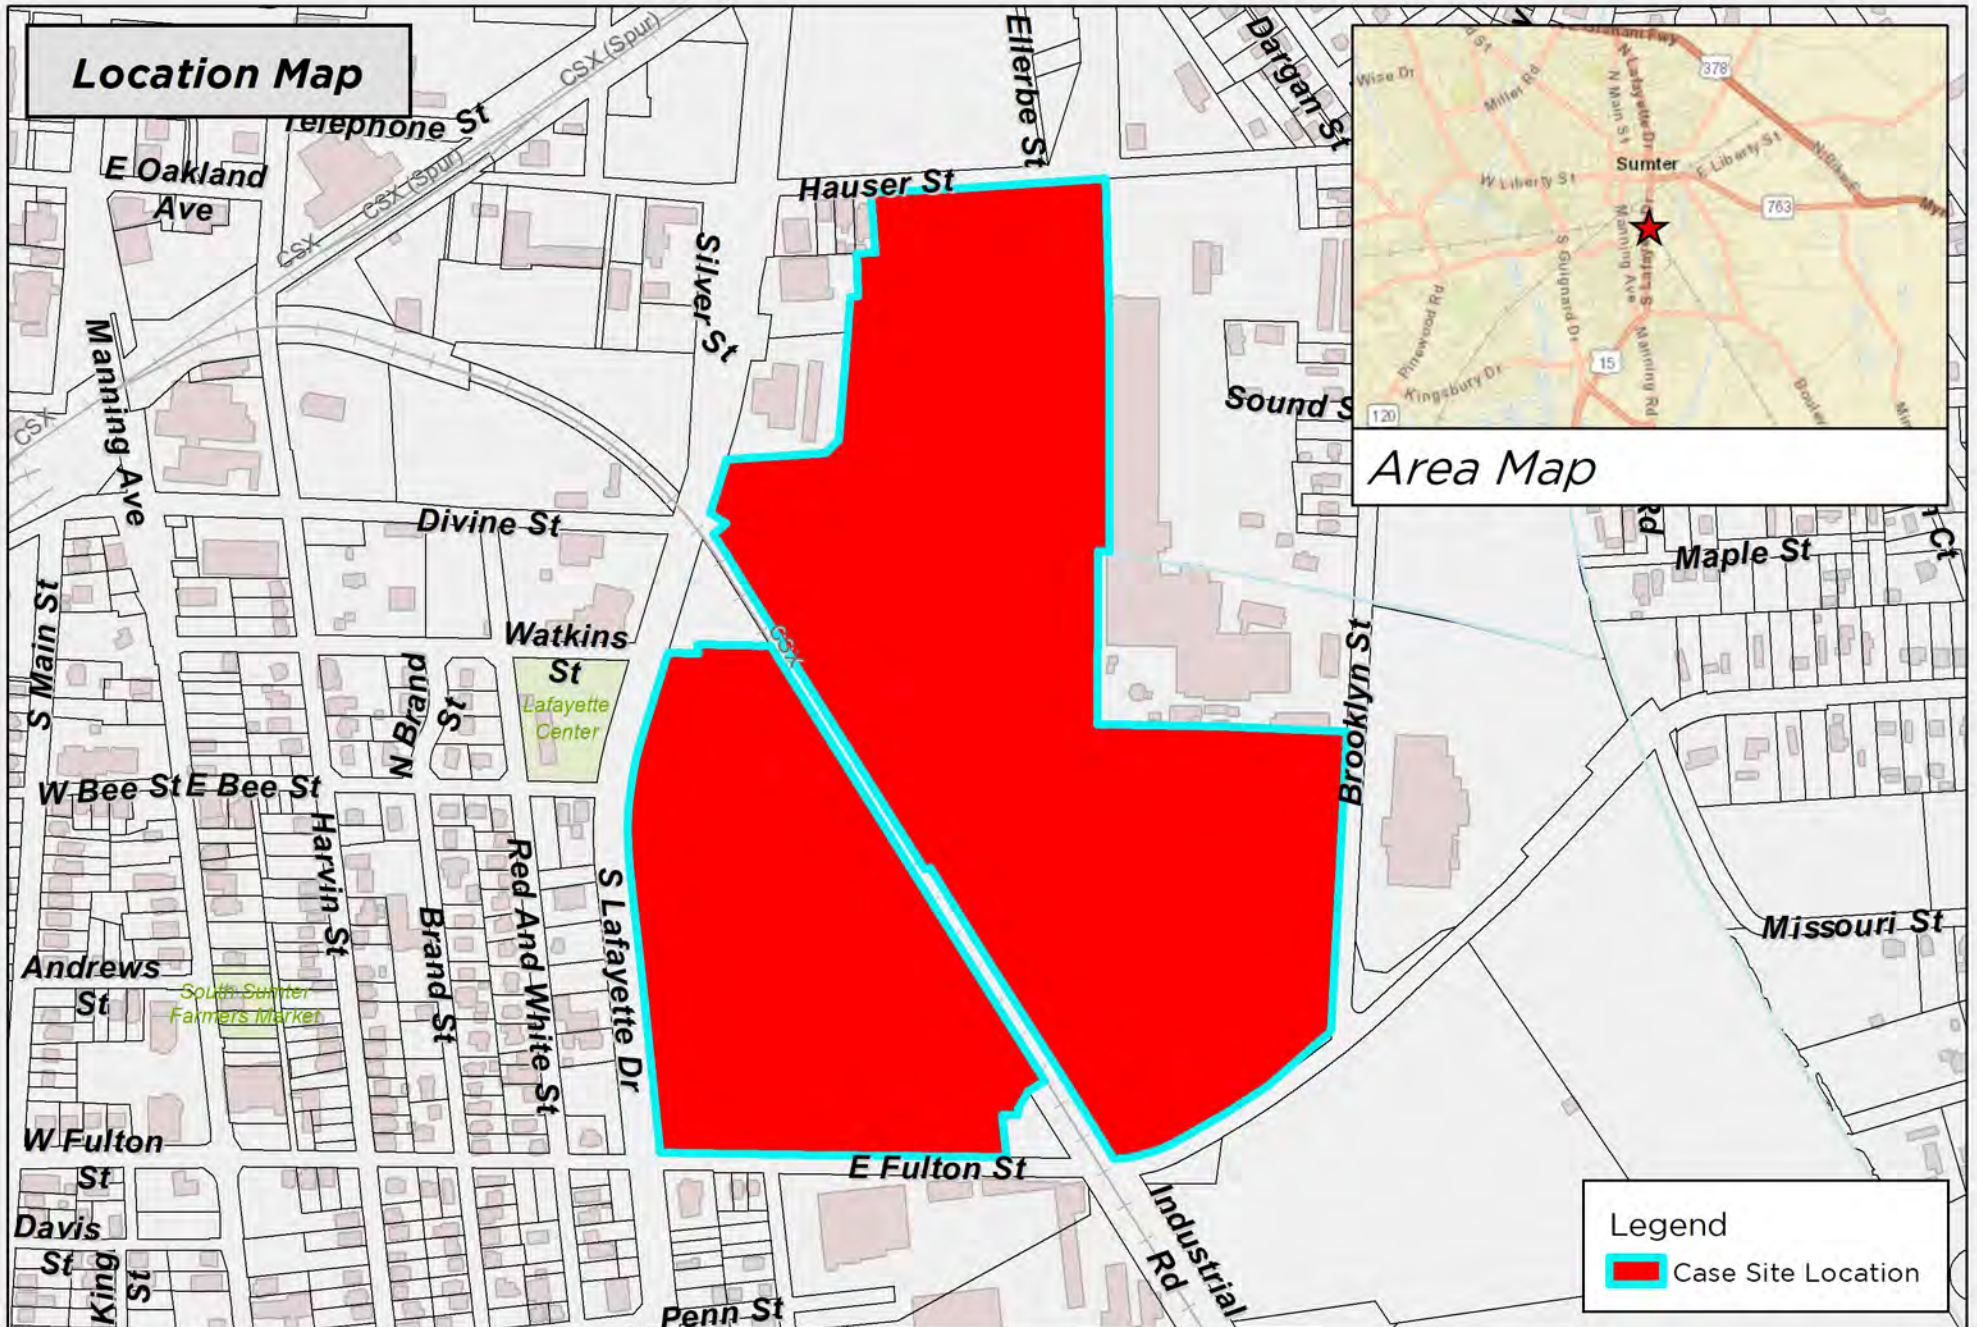 Location Map
CSX (Spur)
Ellerbe St
Dargan St
Telephone St
E Oakland
Ave
CSX (Spur)
CSX
Hauser St
Silver St
Manning Ave
CSX
Sound S
Divine St
Rd
Maple St
Ct
S Main St
Watkins
St
N Brand
St
Lafayette
Center
CSX
Brooklyn St
W Bee St
E Bee St
Harvin St
Red And White St
S Lafayette Dr
Brand St
Missouri St
Andrews
St
South Sumter
Farmers Market
W Fulton
St
E Fulton St
Davis
St
King
St
Penn St
Industrial
Rd
Graham Fwy
378
Wise Dr
d St
Miller Rd
N Main St
N Lafayette Dr
Sumter
E Liberty St
W Liberty St
763
Manning Ave
S Guignard Dr
Pinewood Rd
Kingsbury Dr
15
Manning Rd
120
Area Map
Legend
Case Site Location